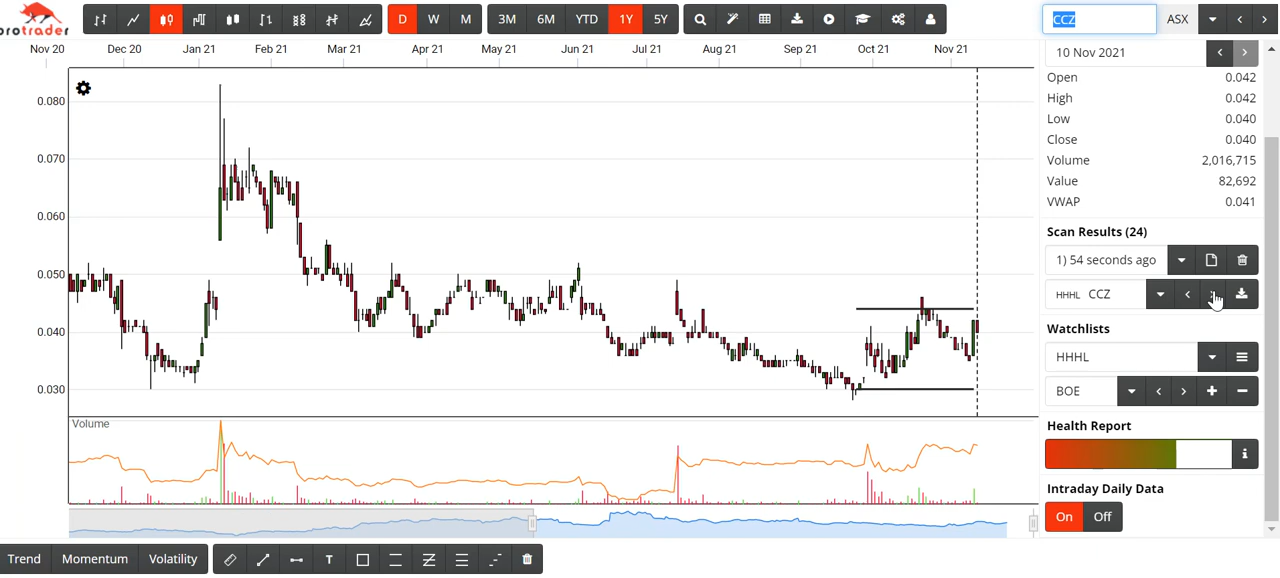 D W M 3M 6M YTD 1Y 5Y CCZ ASX
protrader
Nov 20 Dec 20 Jan 21 Feb 21 Mar 21 Apr 21 May 21 Jun 21 Jul 21 Aug 21 Sep 21 Oct 21 Nov 21
0.080
0.070
0.060
0.050
0.040
0.030
Volume
10 Nov 2021
Open 0.042
High 0.042
Low 0.040
Close 0.040
Volume 2,016,715
Value 82,692
VWAP 0.041
Scan Results (24)
1) 54 seconds ago
HHHL CCZ
Watchlists
HHHL
BOE
Health Report
Intraday Daily Data
On Off
Trend Momentum Volatility T